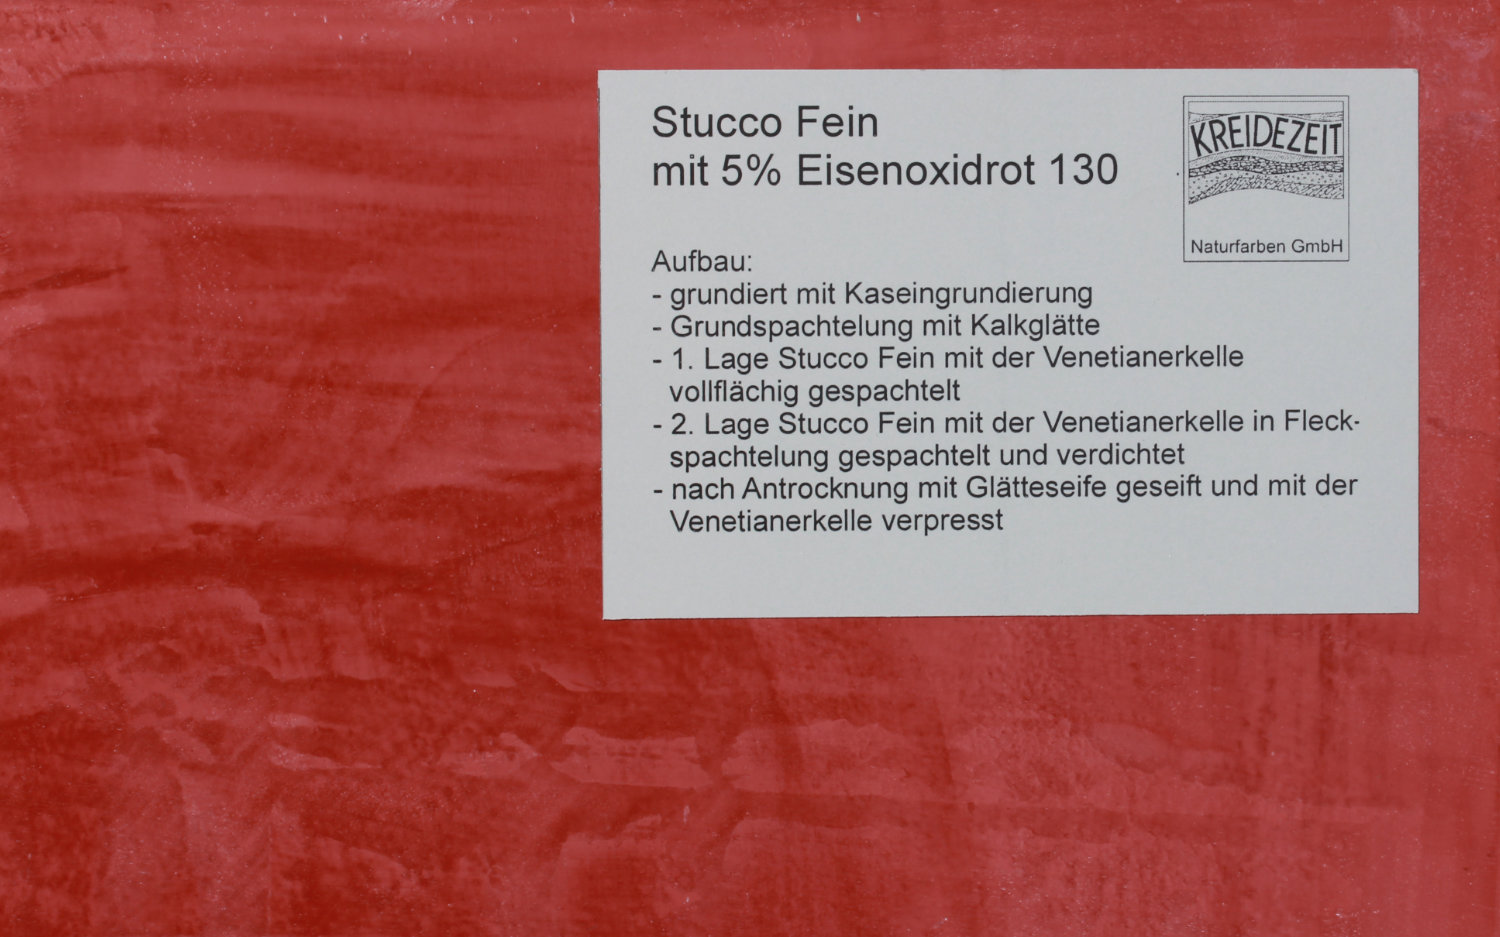 Stucco Fein
mit 5% Eisenoxidrot 130
KREIDEZEIT
Naturfarben GmbH
Aufbau:
- grundiert mit Kaseingrundierung
- Grundspachtelung mit Kalkglätte
- 1. Lage Stucco Fein mit der Venetianerkelle
vollflächig gespachtelt
- 2. Lage Stucco Fein mit der Venetianerkelle in Fleck-
spachtelung gespachtelt und verdichtet
- nach Antrocknung mit Glätteseife geseift und mit der
Venetianerkelle verpresst